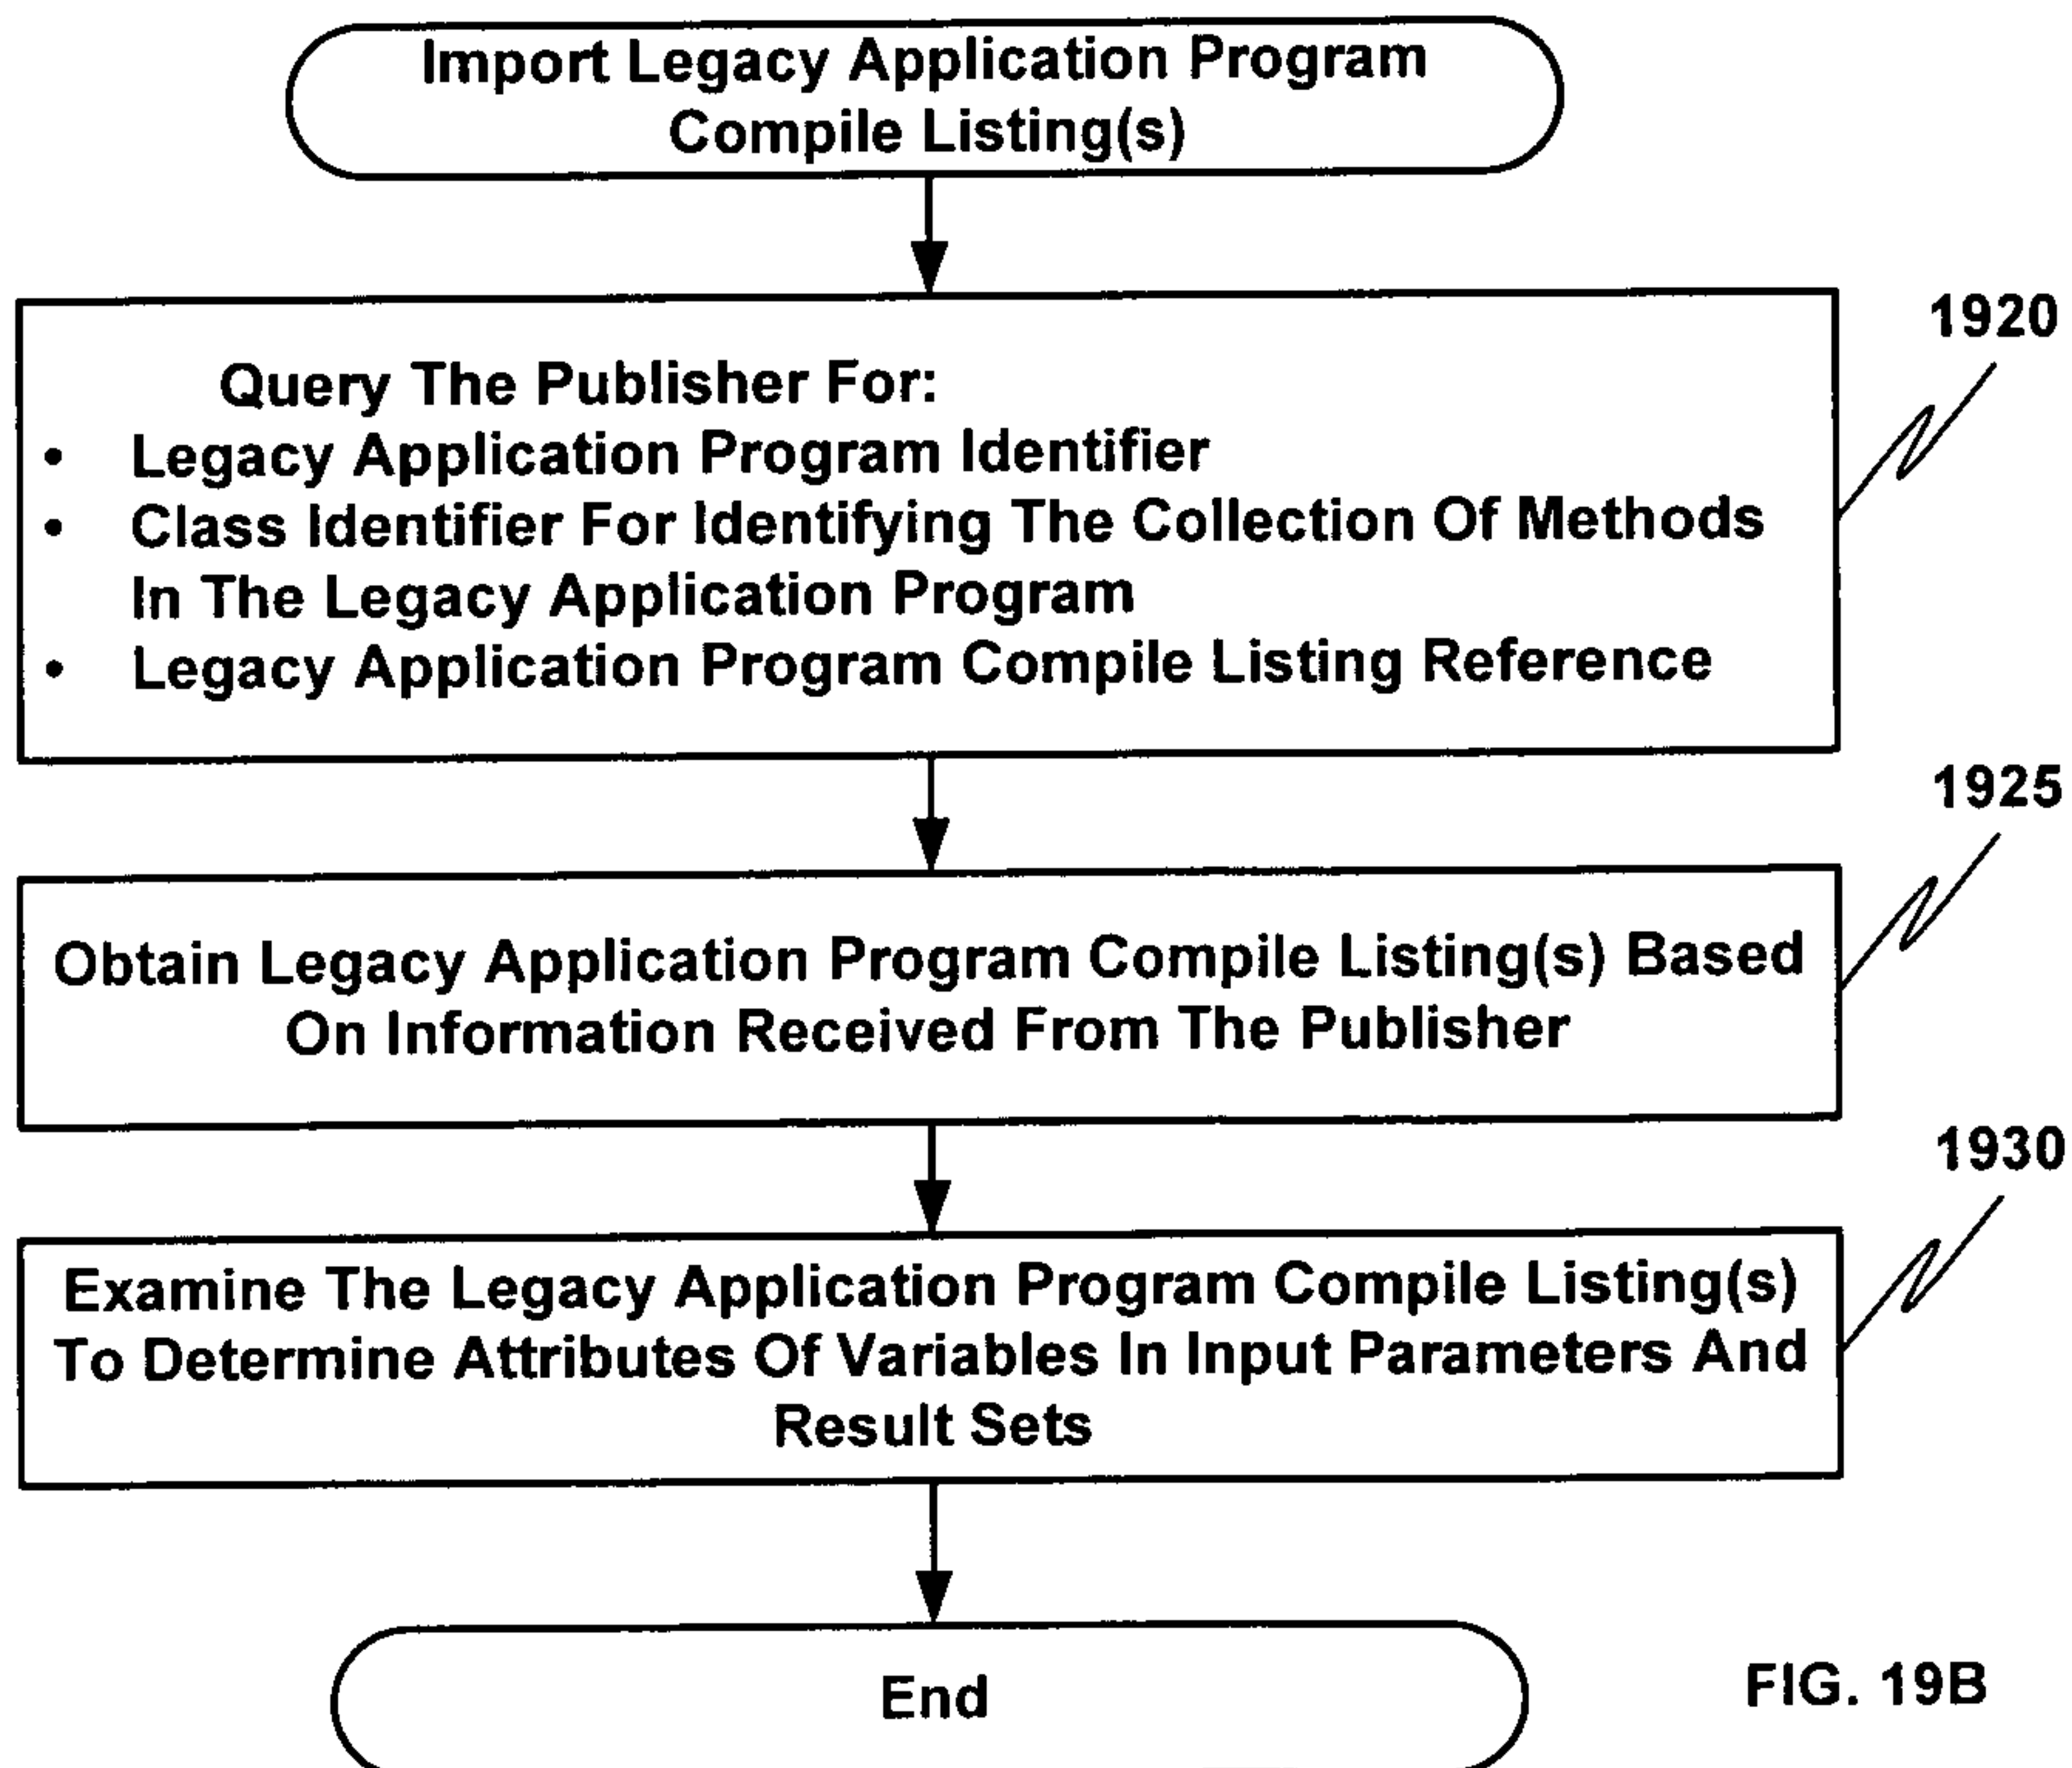 Import Legacy Application Program
Compile Listing(s)
1920
Query The Publisher For:
• Legacy Application Program Identifier
• Class Identifier For Identifying The Collection Of Methods
In The Legacy Application Program
• Legacy Application Program Compile Listing Reference
1925
Obtain Legacy Application Program Compile Listing(s) Based
On Information Received From The Publisher
1930
Examine The Legacy Application Program Compile Listing(s)
To Determine Attributes Of Variables In Input Parameters And
Result Sets
End
FIG. 19B